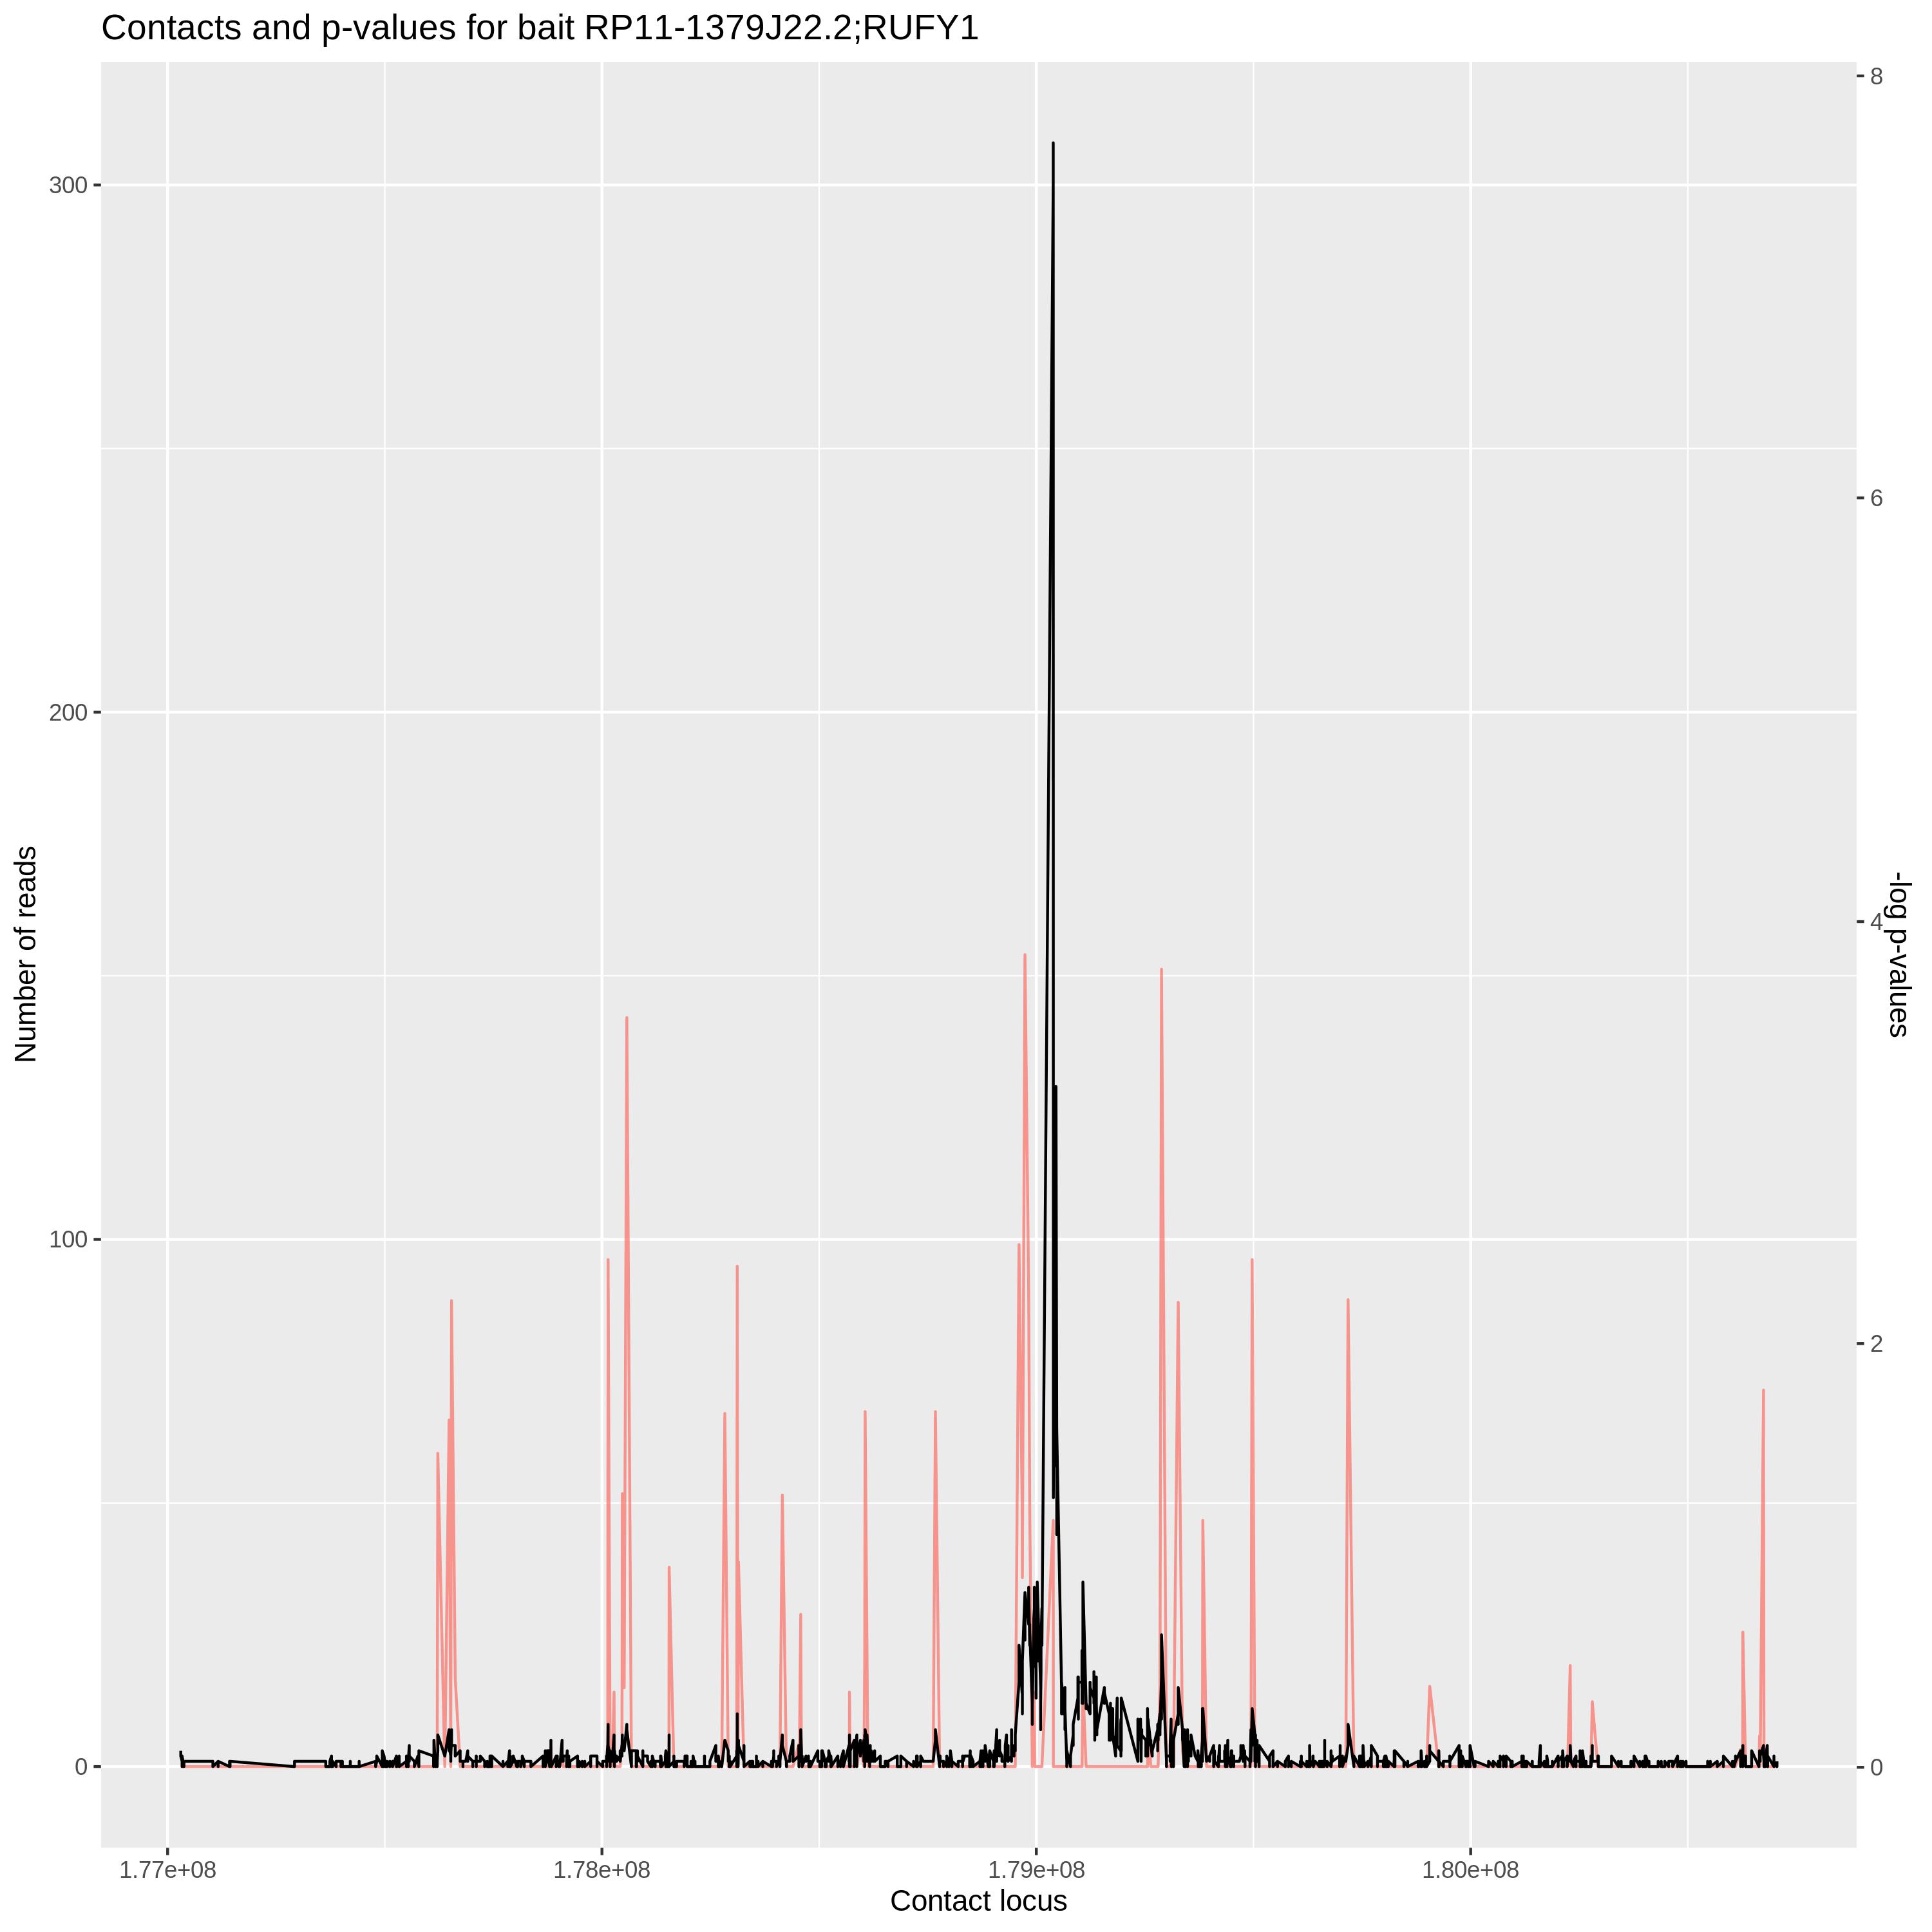 Contacts and p-values for bait RP11-1379J22.2;RUFY1
8
300
6
200
4
Number of reads
-log p-values
100
2
0
0
1.77e+08
1.78e+08
1.79e+08
1.80e+08
Contact locus